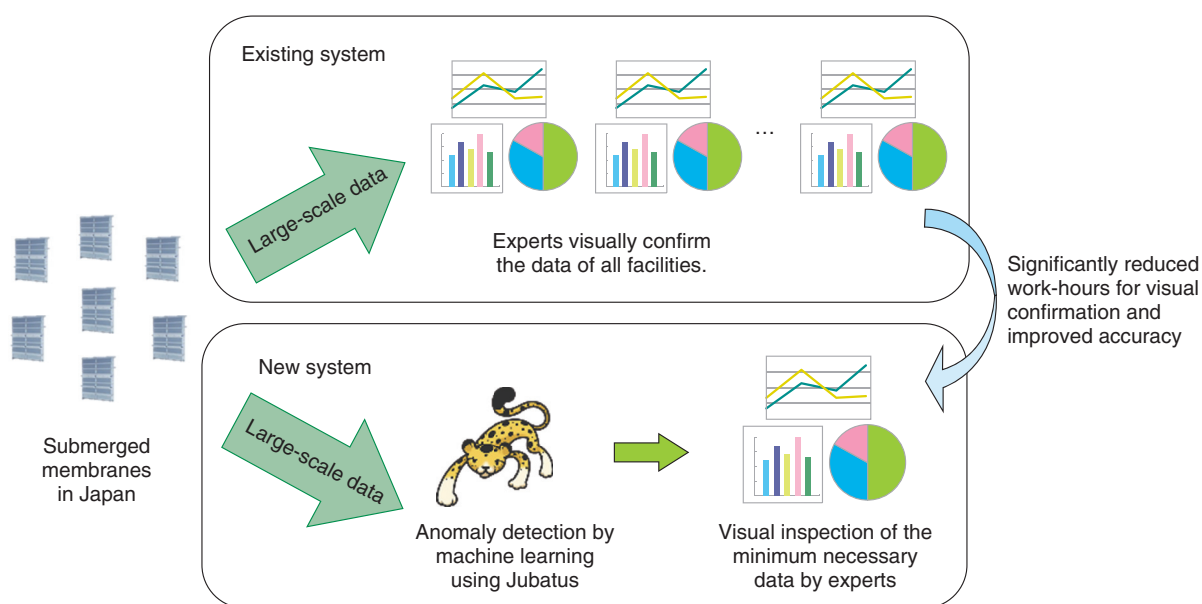 Existing system
Large-scale data
...
Experts visually confirm
the data of all facilities.
Submerged
membranes
in Japan
New system
Large-scale data
Anomaly detection by
machine learning
using Jubatus
Visual inspection of the
minimum necessary
data by experts
Significantly reduced
work-hours for visual
confirmation and
improved accuracy